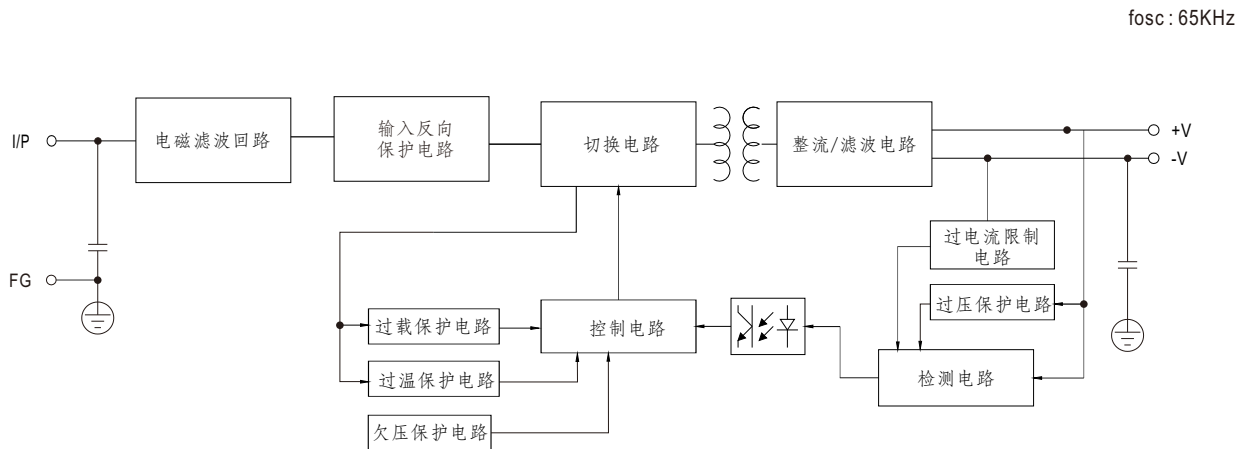 fosc : 65KHz
I/P
电磁滤波回路
输入反向
保护电路
切换电路
整流/滤波电路
+V
-V
过电流限制
电路
FG
过压保护电路
过载保护电路
控制电路
检测电路
过温保护电路
欠压保护电路